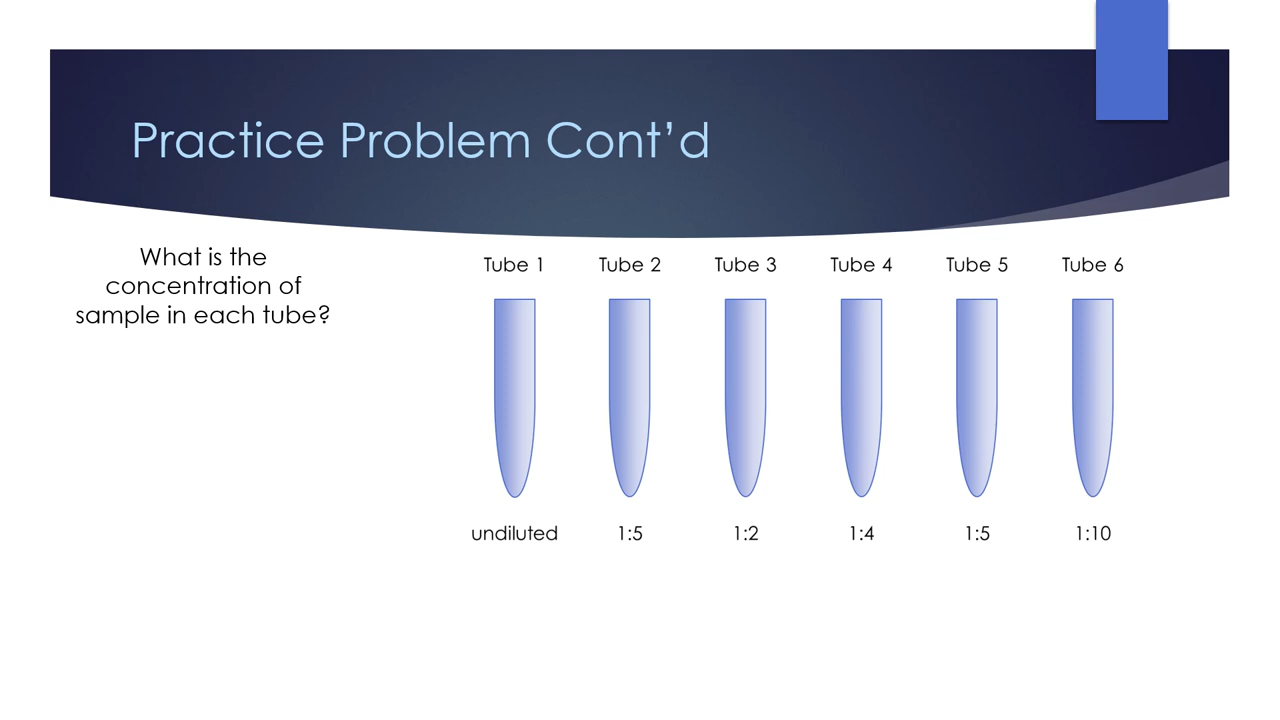 Practice Problem Cont’d
What is the
concentration of
sample in each tube?
Tube 1 Tube 2 Tube 3 Tube 4 Tube 5 Tube 6
undiluted 1:5 1:2 1:4 1:5 1:10